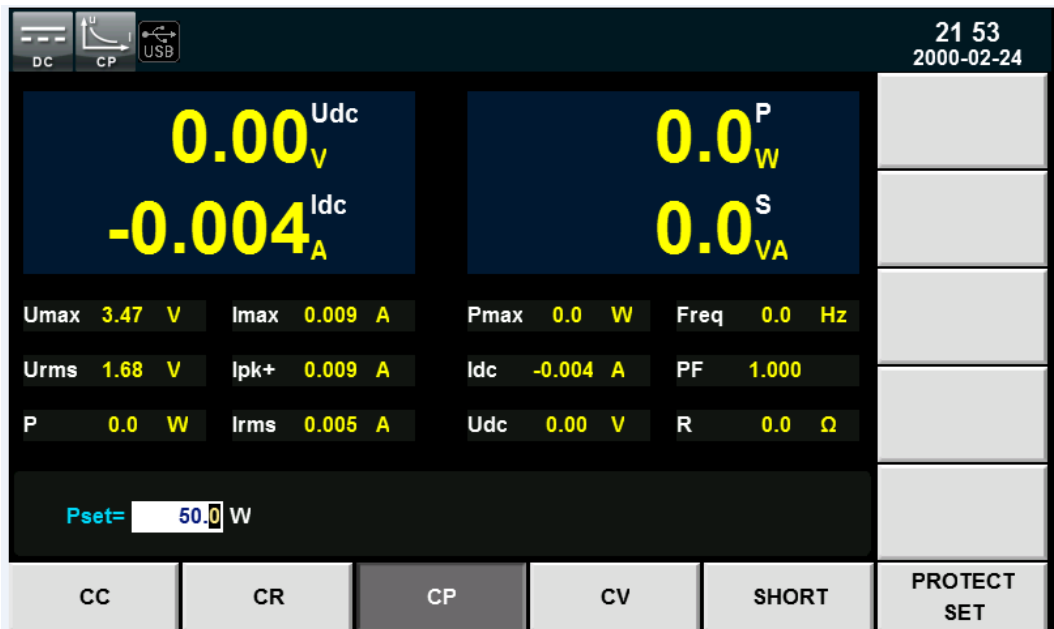 DC
U
I
CP
USB
21 53
2000-02-24
0.00 Udc V
-0.004 Idc A
0.0 P W
0.0 S VA
Umax 3.47 V Imax 0.009 A Pmax 0.0 W Freq 0.0 Hz
Urms 1.68 V Ipk+ 0.009 A Idc -0.004 A PF 1.000
P 0.0 W Irms 0.005 A Udc 0.00 V R 0.0 Ω
Pset= 50.0 W
CC CR CP CV SHORT PROTECT
SET